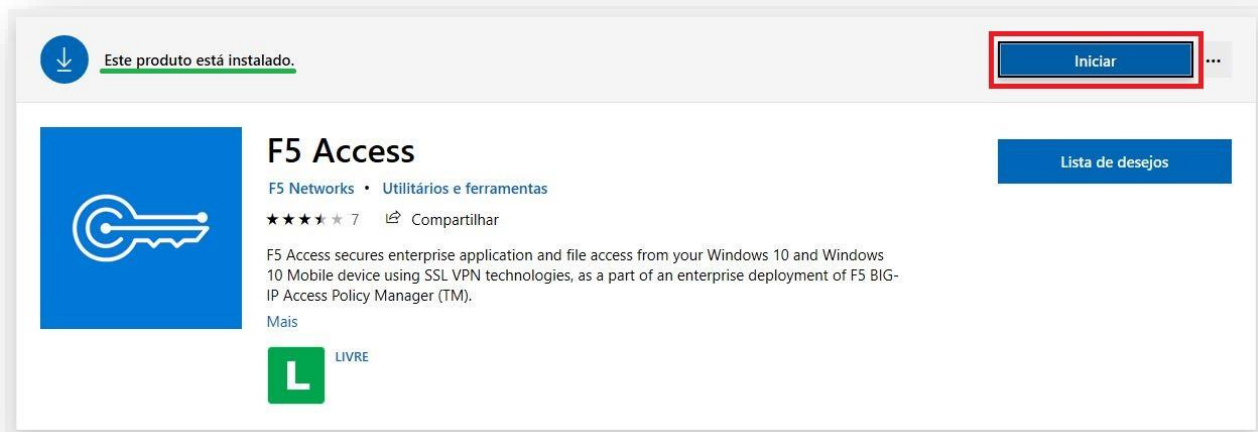 Este produto está instalado.
Iniciar
...
F5 Access
F5 Networks • Utilitários e ferramentas
7 Compartilhar
Lista de desejos
F5 Access secures enterprise application and file access from your Windows 10 and Windows
10 Mobile device using SSL VPN technologies, as a part of an enterprise deployment of F5 BIG-
IP Access Policy Manager (TM).
Mais
L LIVRE